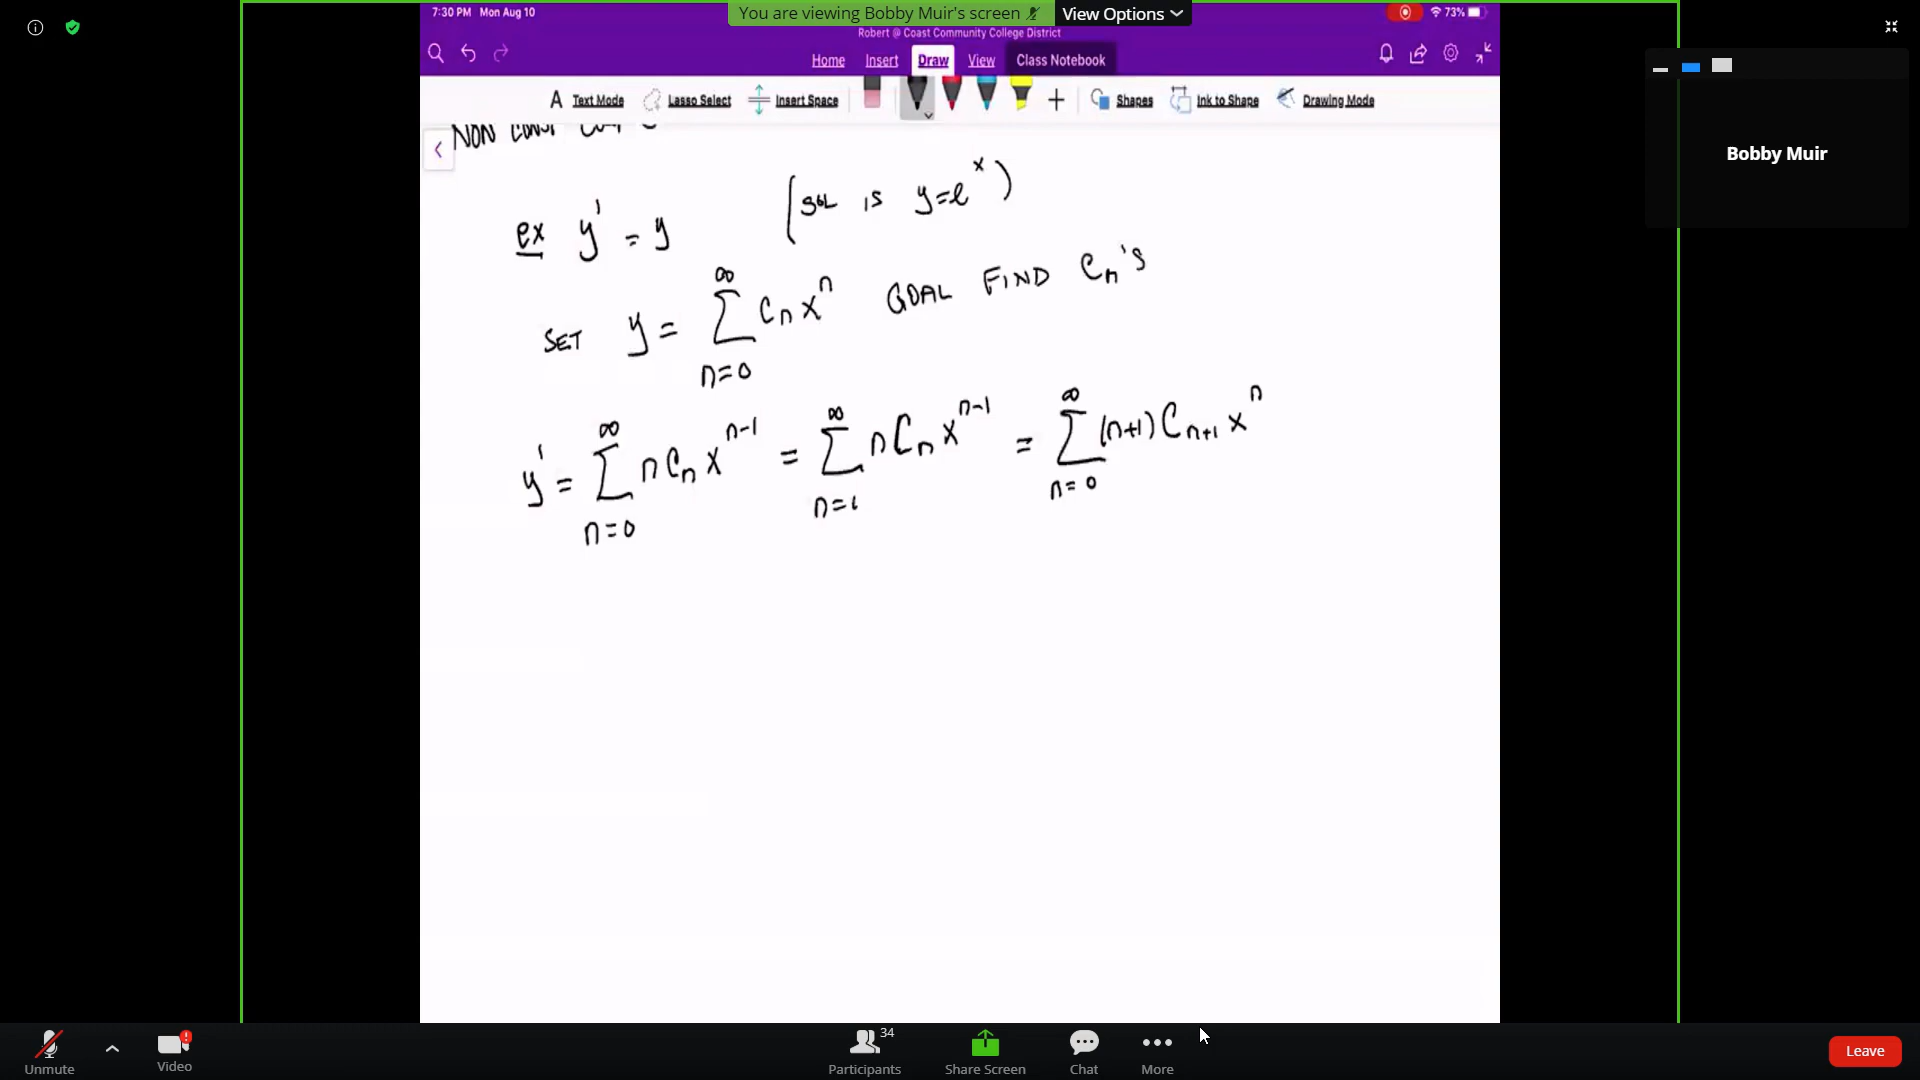 7:30 PM Mon Aug 10
You are viewing Bobby Muir's screen
View Options
73%
Robert @ Coast Community College District
Home Insert Draw View Class Notebook
Text Mode Lasso Select Insert Space Shapes Ink to Shape Drawing Mode
Bobby Muir
NON CONST
ex y' = y (SOL IS y=e^x)
SET y = ∑_{n=0}^{∞} C_n x^n GOAL FIND C_n's
y' = ∑_{n=0}^{∞} n C_n x^{n-1} = ∑_{n=1}^{∞} n C_n x^{n-1} = ∑_{n=0}^{∞} (n+1) C_{n+1} x^n
Unmute Video Participants 34 Share Screen Chat More Leave